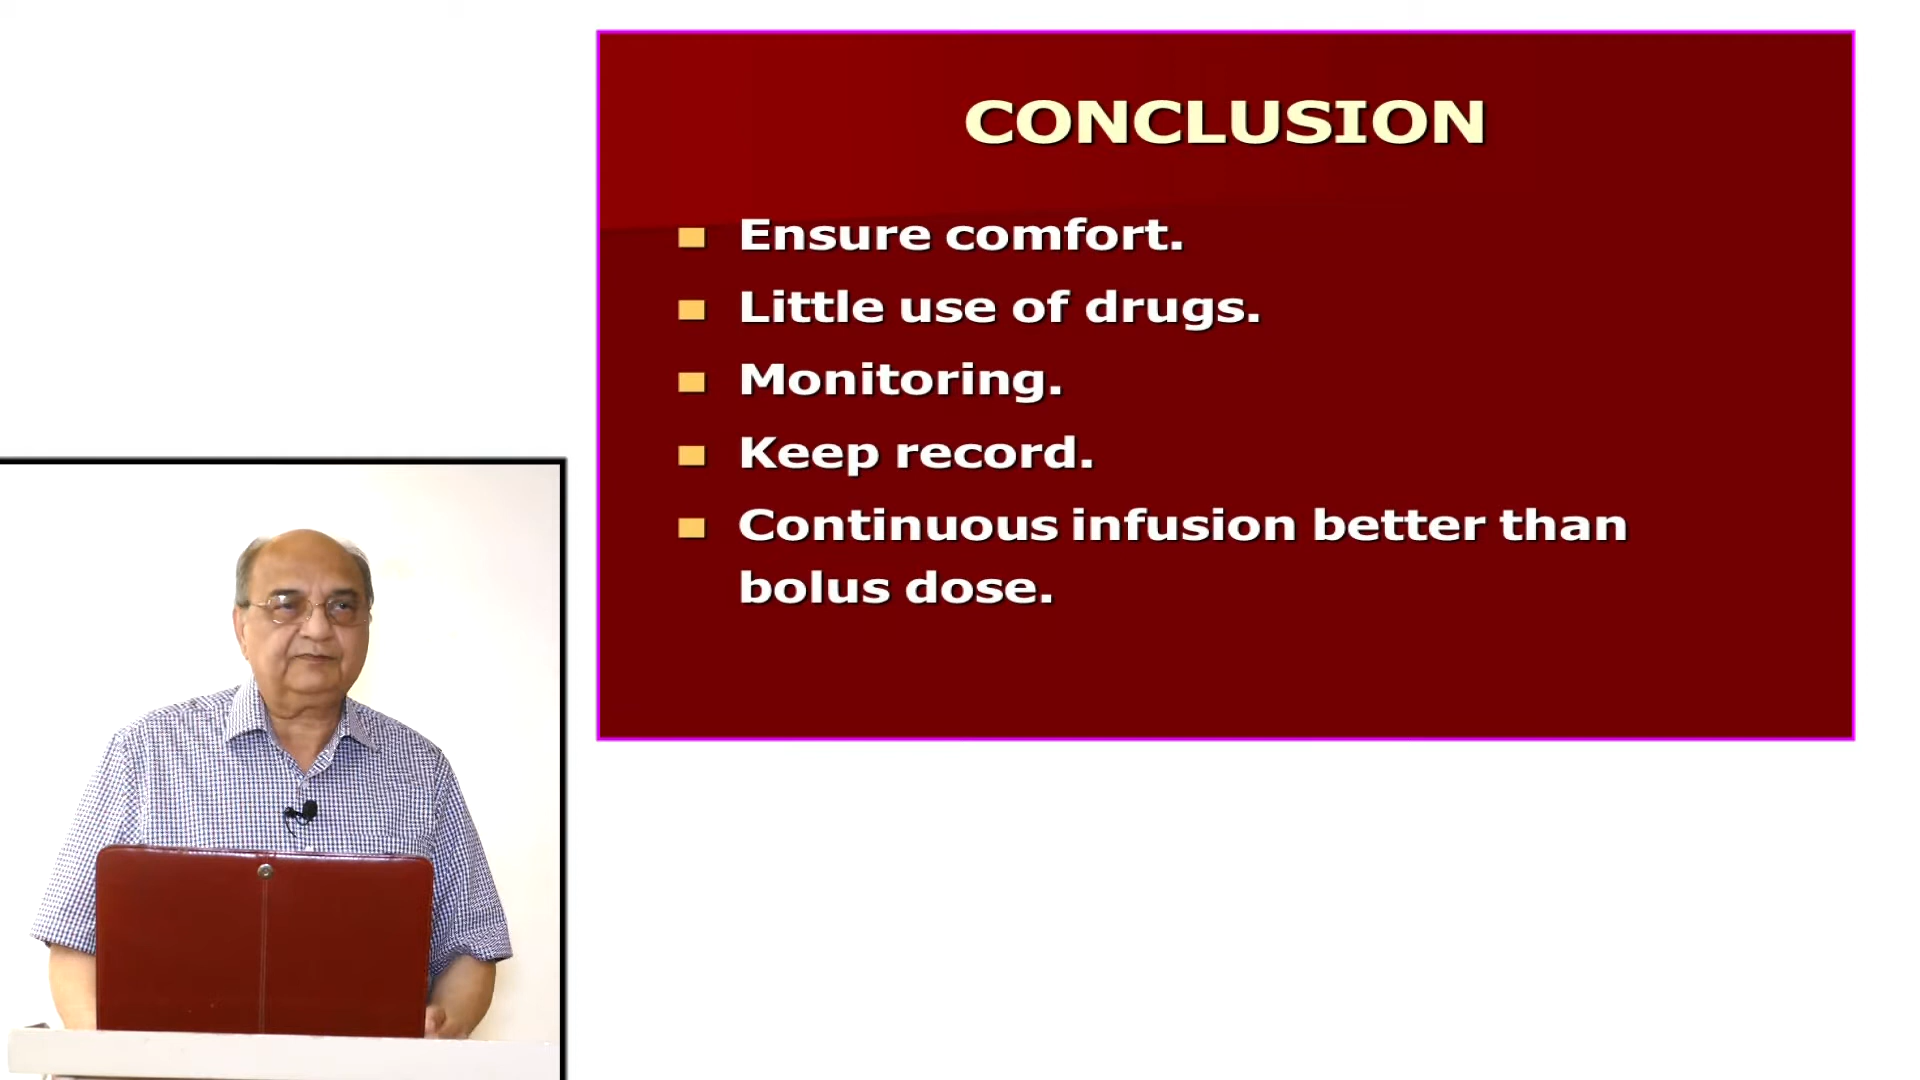 CONCLUSION
Ensure comfort.
Little use of drugs.
Monitoring.
Keep record.
Continuous infusion better than
bolus dose.